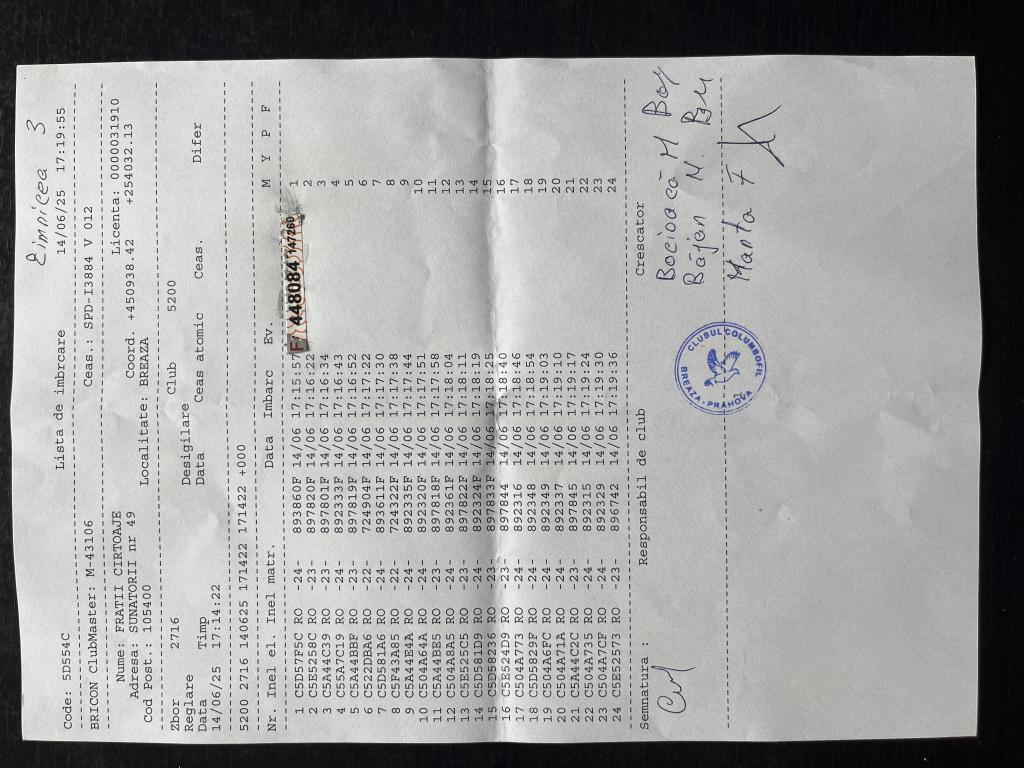 Zimnicea 3
Code: 5D554C Lista de imbarcare 14/06/25 17:19:55
BRICON ClubMaster: M-43106 Ceas.: SPD-I3884 V 012
Nume: FRATII CIRTOAJE Licenta: 0000031910
Adresa: SUNATORII nr 49 Coord. +450938.42 +254032.13
Cod Post.: 105400 Localitate: BREAZA
Zbor 2716 Club 5200
Reglare Desigilare
Data Timp Data Ceas atomic Ceas. Difer
14/06/25 17:14:22
5200 2716 140625 171422 171422 +000
Nr. Inel el. Inel matr. Data Imbarc Ev. M Y P F
1 C5D57F5C RO -24- 893860F 14/06 17:15:57 F 448084 147260 1
2 C5E5258C RO -23- 897820F 14/06 17:16:22 2
3 C5A44C39 RO -23- 897801F 14/06 17:16:34 3
4 C55A7C19 RO -24- 892333F 14/06 17:16:43 4
5 C5A44BBF RO -23- 897819F 14/06 17:16:52 5
6 C522DBA6 RO -22- 724904F 14/06 17:17:22 6
7 C5D581A6 RO -24- 893611F 14/06 17:17:30 7
8 C5F43A85 RO -22- 724322F 14/06 17:17:38 8
9 C5A44E4A RO -24- 892335F 14/06 17:17:44 9
10 C504A64A RO -24- 892320F 14/06 17:17:51 10
11 C5A44BE5 RO -23- 897818F 14/06 17:17:58 11
12 C504A8A5 RO -24- 892361F 14/06 17:18:04 12
13 C5E525C5 RO -23- 897822F 14/06 17:18:11 13
14 C5D581D9 RO -24- 892324F 14/06 17:18:19 14
15 C5D58236 RO -23- 897833F 14/06 17:18:25 15
16 C5E524D9 RO -23- 897844 14/06 17:18:40 16
17 C504A773 RO -24- 892316 14/06 17:18:46 17
18 C5D5829F RO -24- 892348 14/06 17:18:54 18
19 C504A6FC RO -24- 892349 14/06 17:19:03 19
20 C504A71A RO -24- 892337 14/06 17:19:10 20
21 C5A44C2C RO -23- 897845 14/06 17:19:17 21
22 C504A735 RO -24- 892315 14/06 17:19:24 22
23 C504A7CF RO -24- 892329 14/06 17:19:30 23
24 C5E52573 RO -23- 896742 14/06 17:19:36 24
Semnatura : Responsabil de club Crescator
Bocioacă M
Băjan N.
Manta F
CLUBUL COLUMBOFIL
BREAZA - PRAHOVA